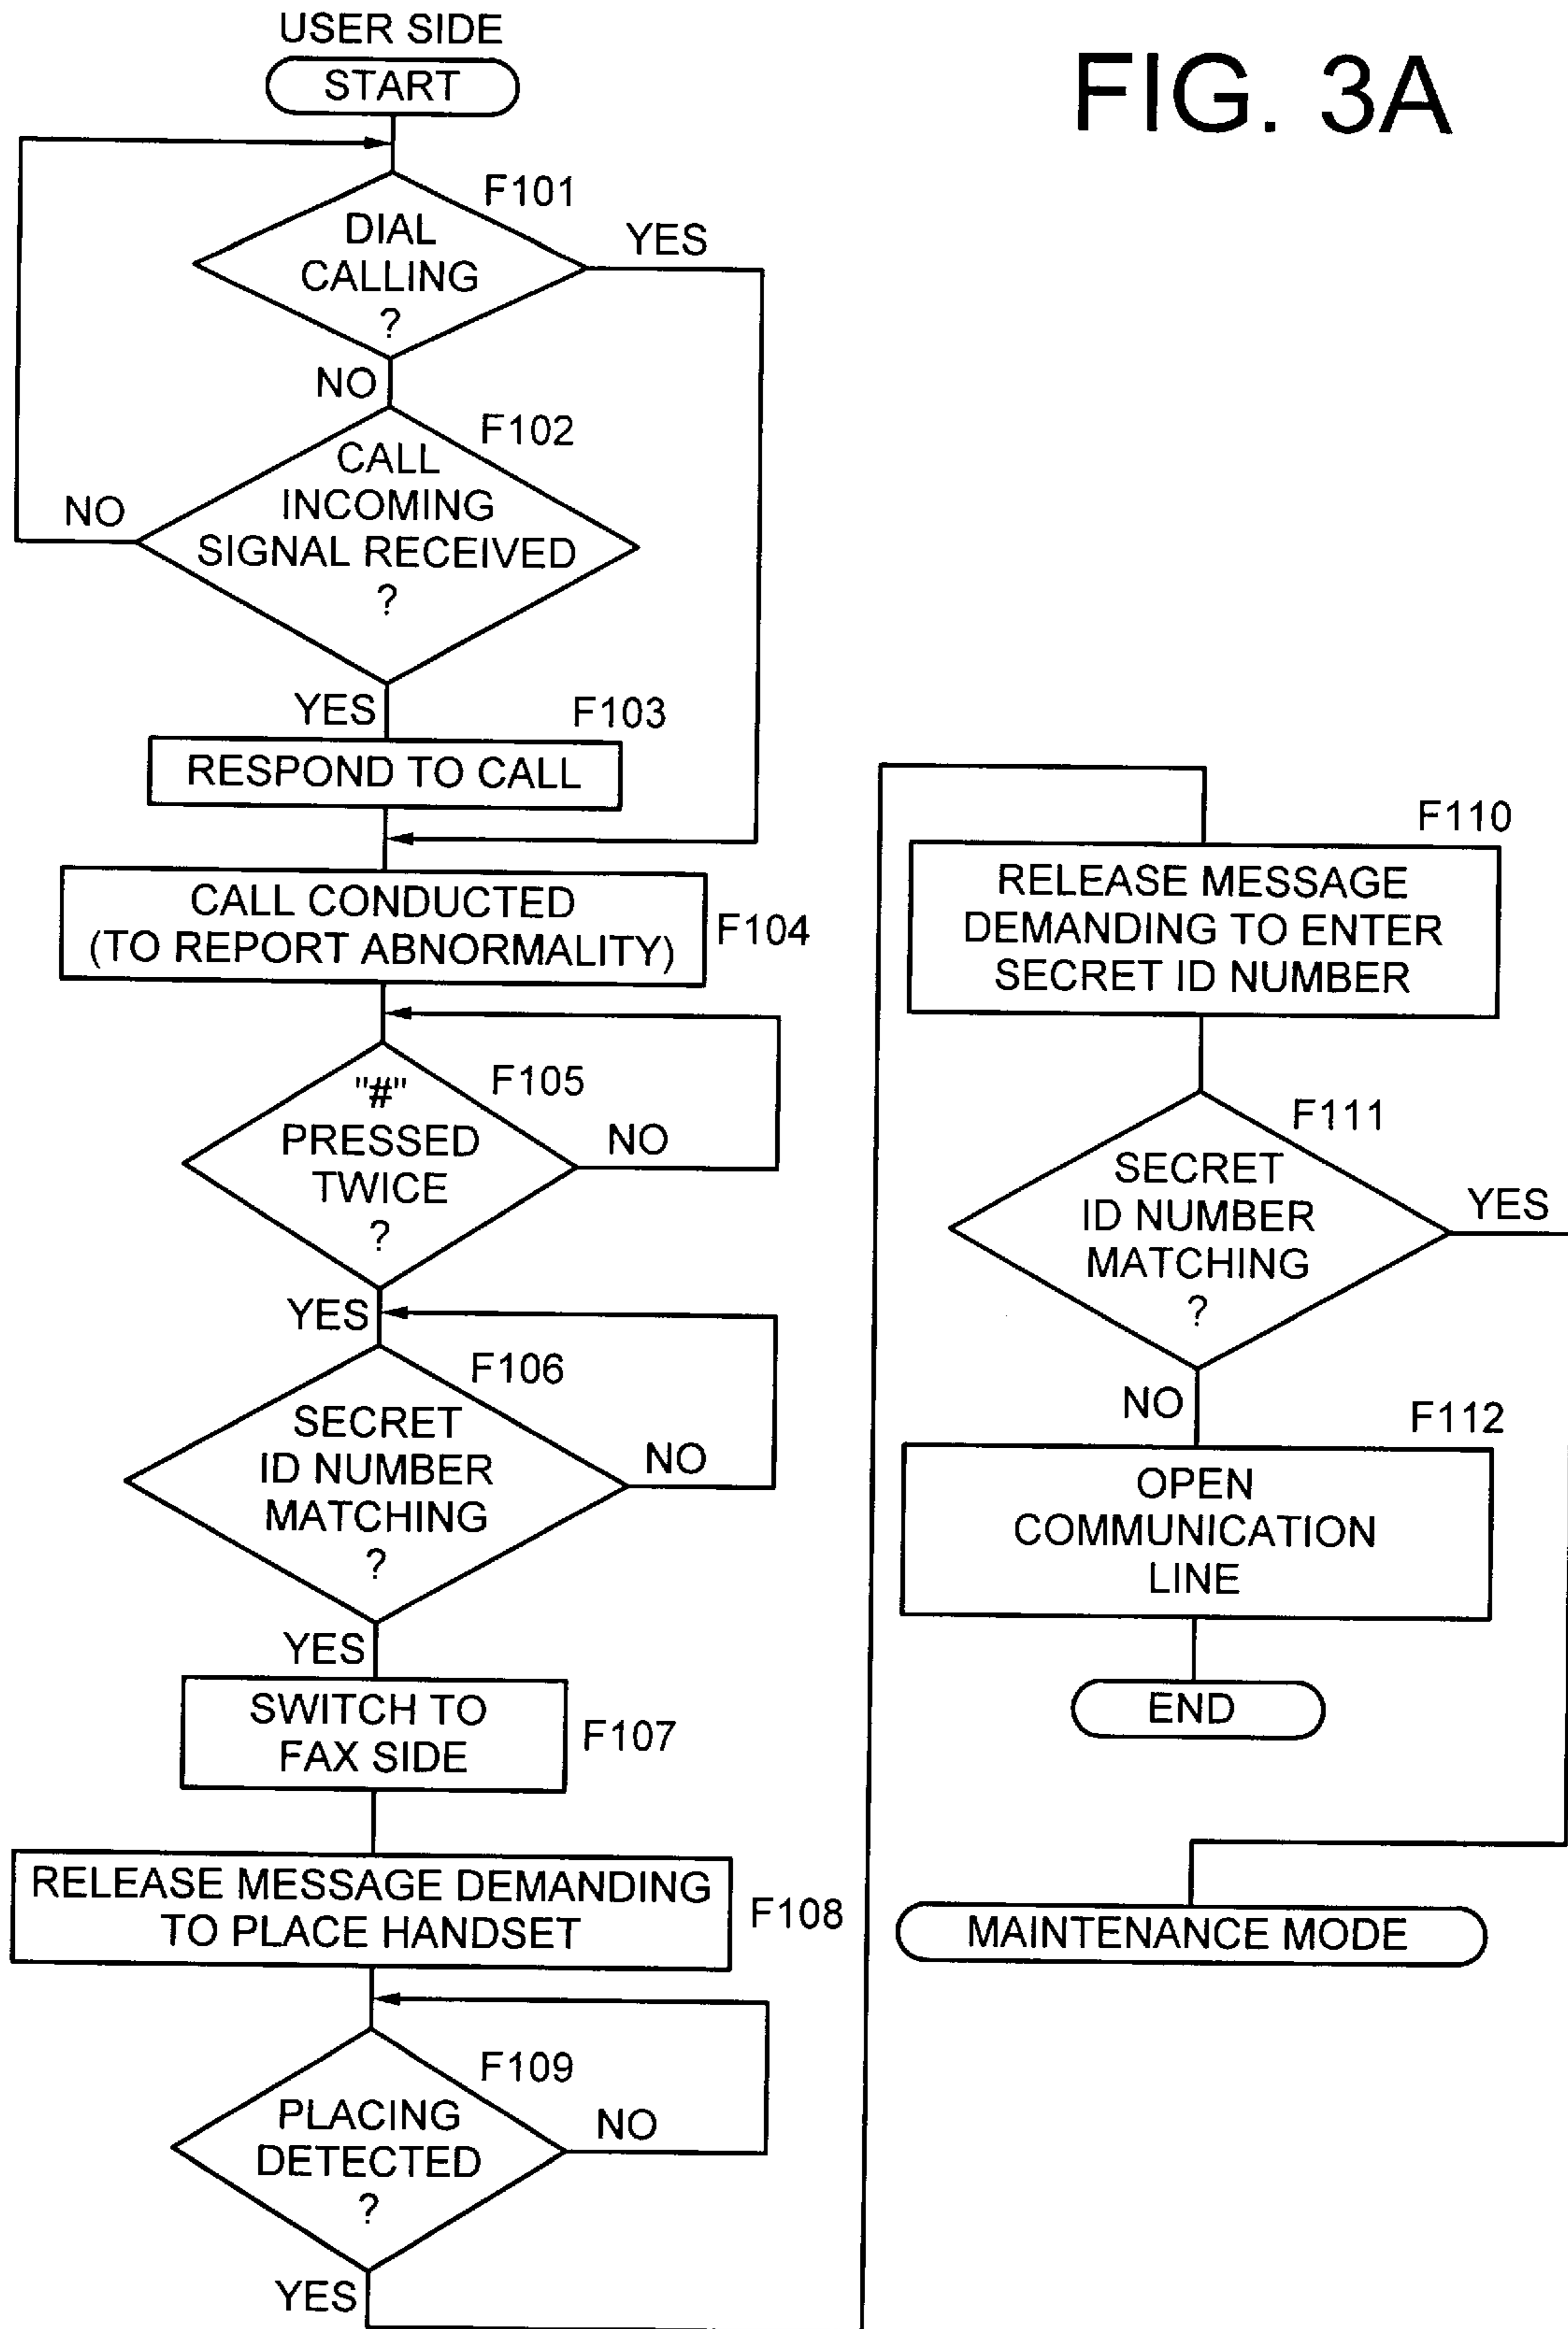 USER SIDE
START
FIG. 3A
F101
DIAL
CALLING
?
YES
NO
F102
CALL
INCOMING
SIGNAL RECEIVED
?
NO
YES
F103
RESPOND TO CALL
CALL CONDUCTED
(TO REPORT ABNORMALITY)
F104
"#"
PRESSED
TWICE
?
F105
NO
YES
F106
SECRET
ID NUMBER
MATCHING
?
NO
YES
SWITCH TO
FAX SIDE
F107
RELEASE MESSAGE DEMANDING
TO PLACE HANDSET
F108
F109
PLACING
DETECTED
?
NO
YES
F110
RELEASE MESSAGE
DEMANDING TO ENTER
SECRET ID NUMBER
F111
SECRET
ID NUMBER
MATCHING
?
YES
NO
F112
OPEN
COMMUNICATION
LINE
END
MAINTENANCE MODE